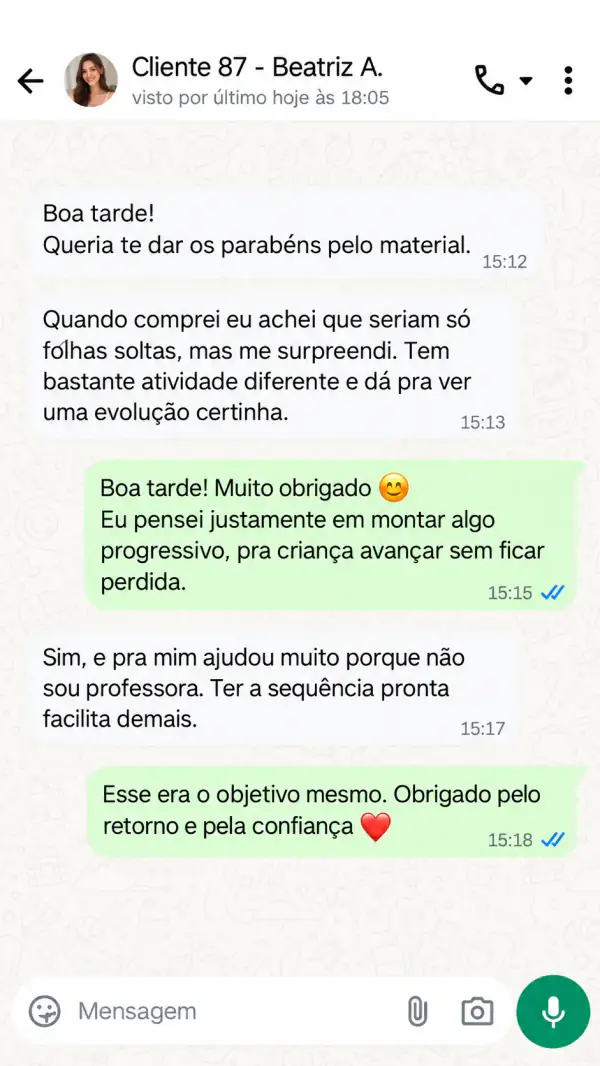 Cliente 87 - Beatriz A.
visto por último hoje às 18:05
Boa tarde!
Queria te dar os parabéns pelo material.
15:12
Quando comprei eu achei que seriam só
folhas soltas, mas me surpreendi. Tem
bastante atividade diferente e dá pra ver
uma evolução certinha.
15:13
Boa tarde! Muito obrigado 😊
Eu pensei justamente em montar algo
progressivo, pra criança avançar sem ficar
perdida.
15:15
Sim, e pra mim ajudou muito porque não
sou professora. Ter a sequência pronta
facilita demais.
15:17
Esse era o objetivo mesmo. Obrigado pelo
retorno e pela confiança ❤️
15:18
Mensagem